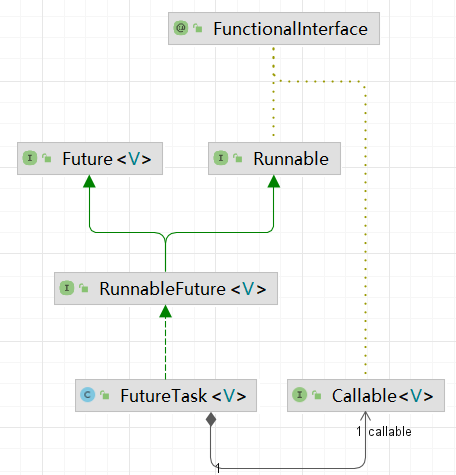 @ FunctionalInterface
I Future<V>
I Runnable
I RunnableFuture<V>
C FutureTask<V>
I Callable<V>
1 callable
1